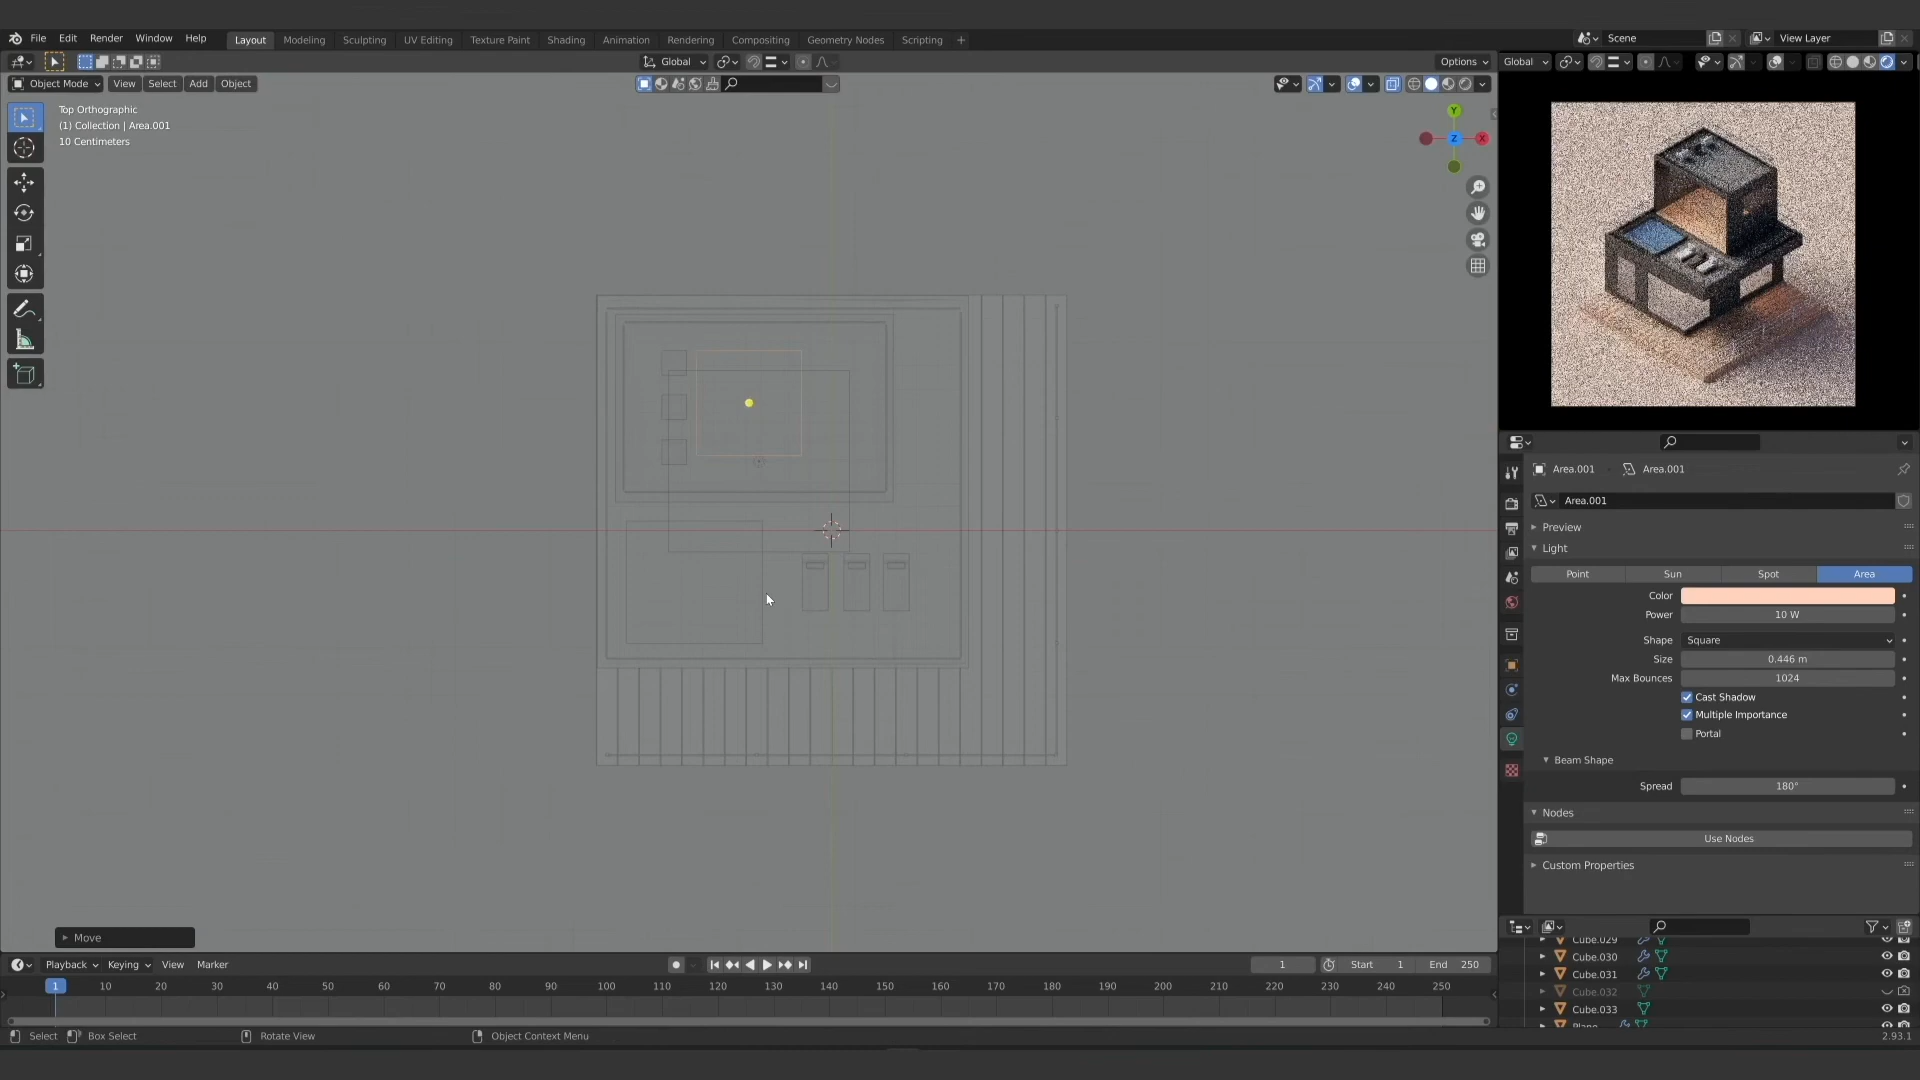 File Edit Render Window Help Layout Modeling Sculpting UV Editing Texture Paint Shading Animation Rendering Compositing Geometry Nodes Scripting + Scene View Layer
Global Options Global
Object Mode View Select Add Object
Top Orthographic
(1) Collection | Area.001
10 Centimeters
Y
Z X
Area.001 Area.001
Area.001
Preview
Light
Point Sun Spot Area
Color
Power 10 W
Shape Square
Size 0.446 m
Max Bounces 1024
Cast Shadow
Multiple Importance
Portal
Beam Shape
Spread 180°
Nodes
Use Nodes
Custom Properties
Move
Cube.029
Cube.030
Cube.031
Cube.032
Cube.033
Plane
Playback Keying View Marker 1 Start 1 End 250
1 10 20 30 40 50 60 70 80 90 100 110 120 130 140 150 160 170 180 190 200 210 220 230 240 250
Select Box Select Rotate View Object Context Menu 2.93.1